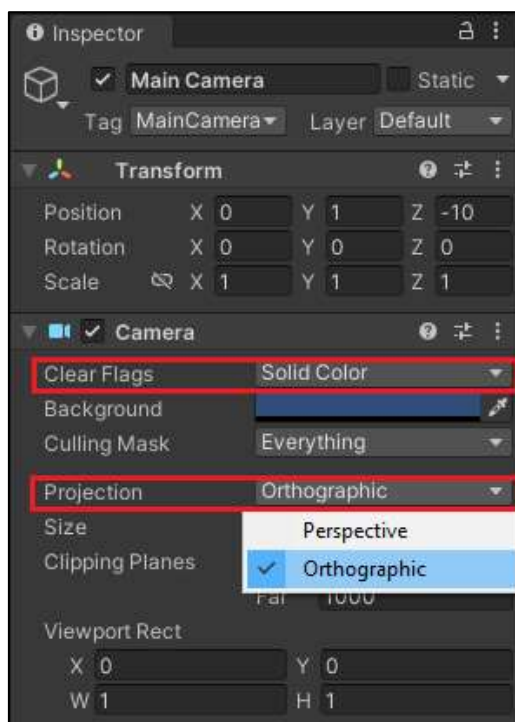 Inspector
Main Camera Static
Tag MainCamera Layer Default
Transform
Position X 0 Y 1 Z -10
Rotation X 0 Y 0 Z 0
Scale X 1 Y 1 Z 1
Camera
Clear Flags Solid Color
Background
Culling Mask Everything
Projection Orthographic
Size Perspective
Clipping Planes Orthographic
Far 1000
Viewport Rect
X 0 Y 0
W 1 H 1